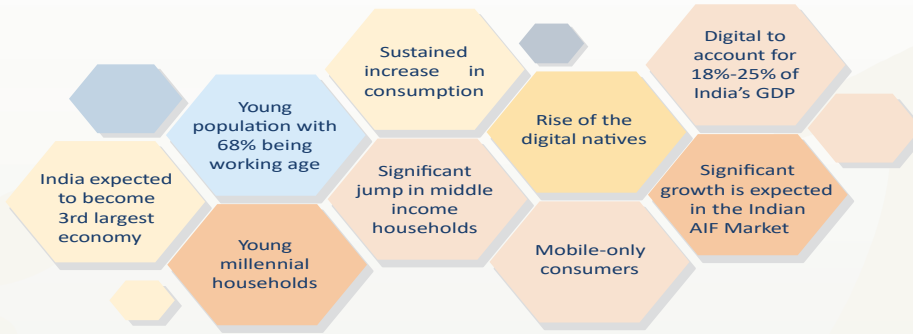 India expected
to become
3rd largest
economy
Young
population with
68% being
working age
Young
millennial
households
Sustained
increase in
consumption
Significant
jump in middle
income
households
Rise of the
digital natives
Mobile-only
consumers
Digital to
account for
18%-25% of
India’s GDP
Significant
growth is expected
in the Indian
AIF Market